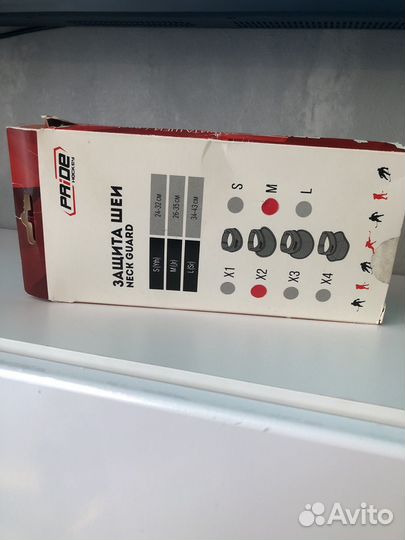 PRIDE
HOCKEY
ЗАЩИТА ШЕИ
NECK GUARD
24-32 см
26-35 см
34-43 см
S (Yth)
M (Jr)
L (Sr)
S M L
X1 X2 X3 X4
Avito